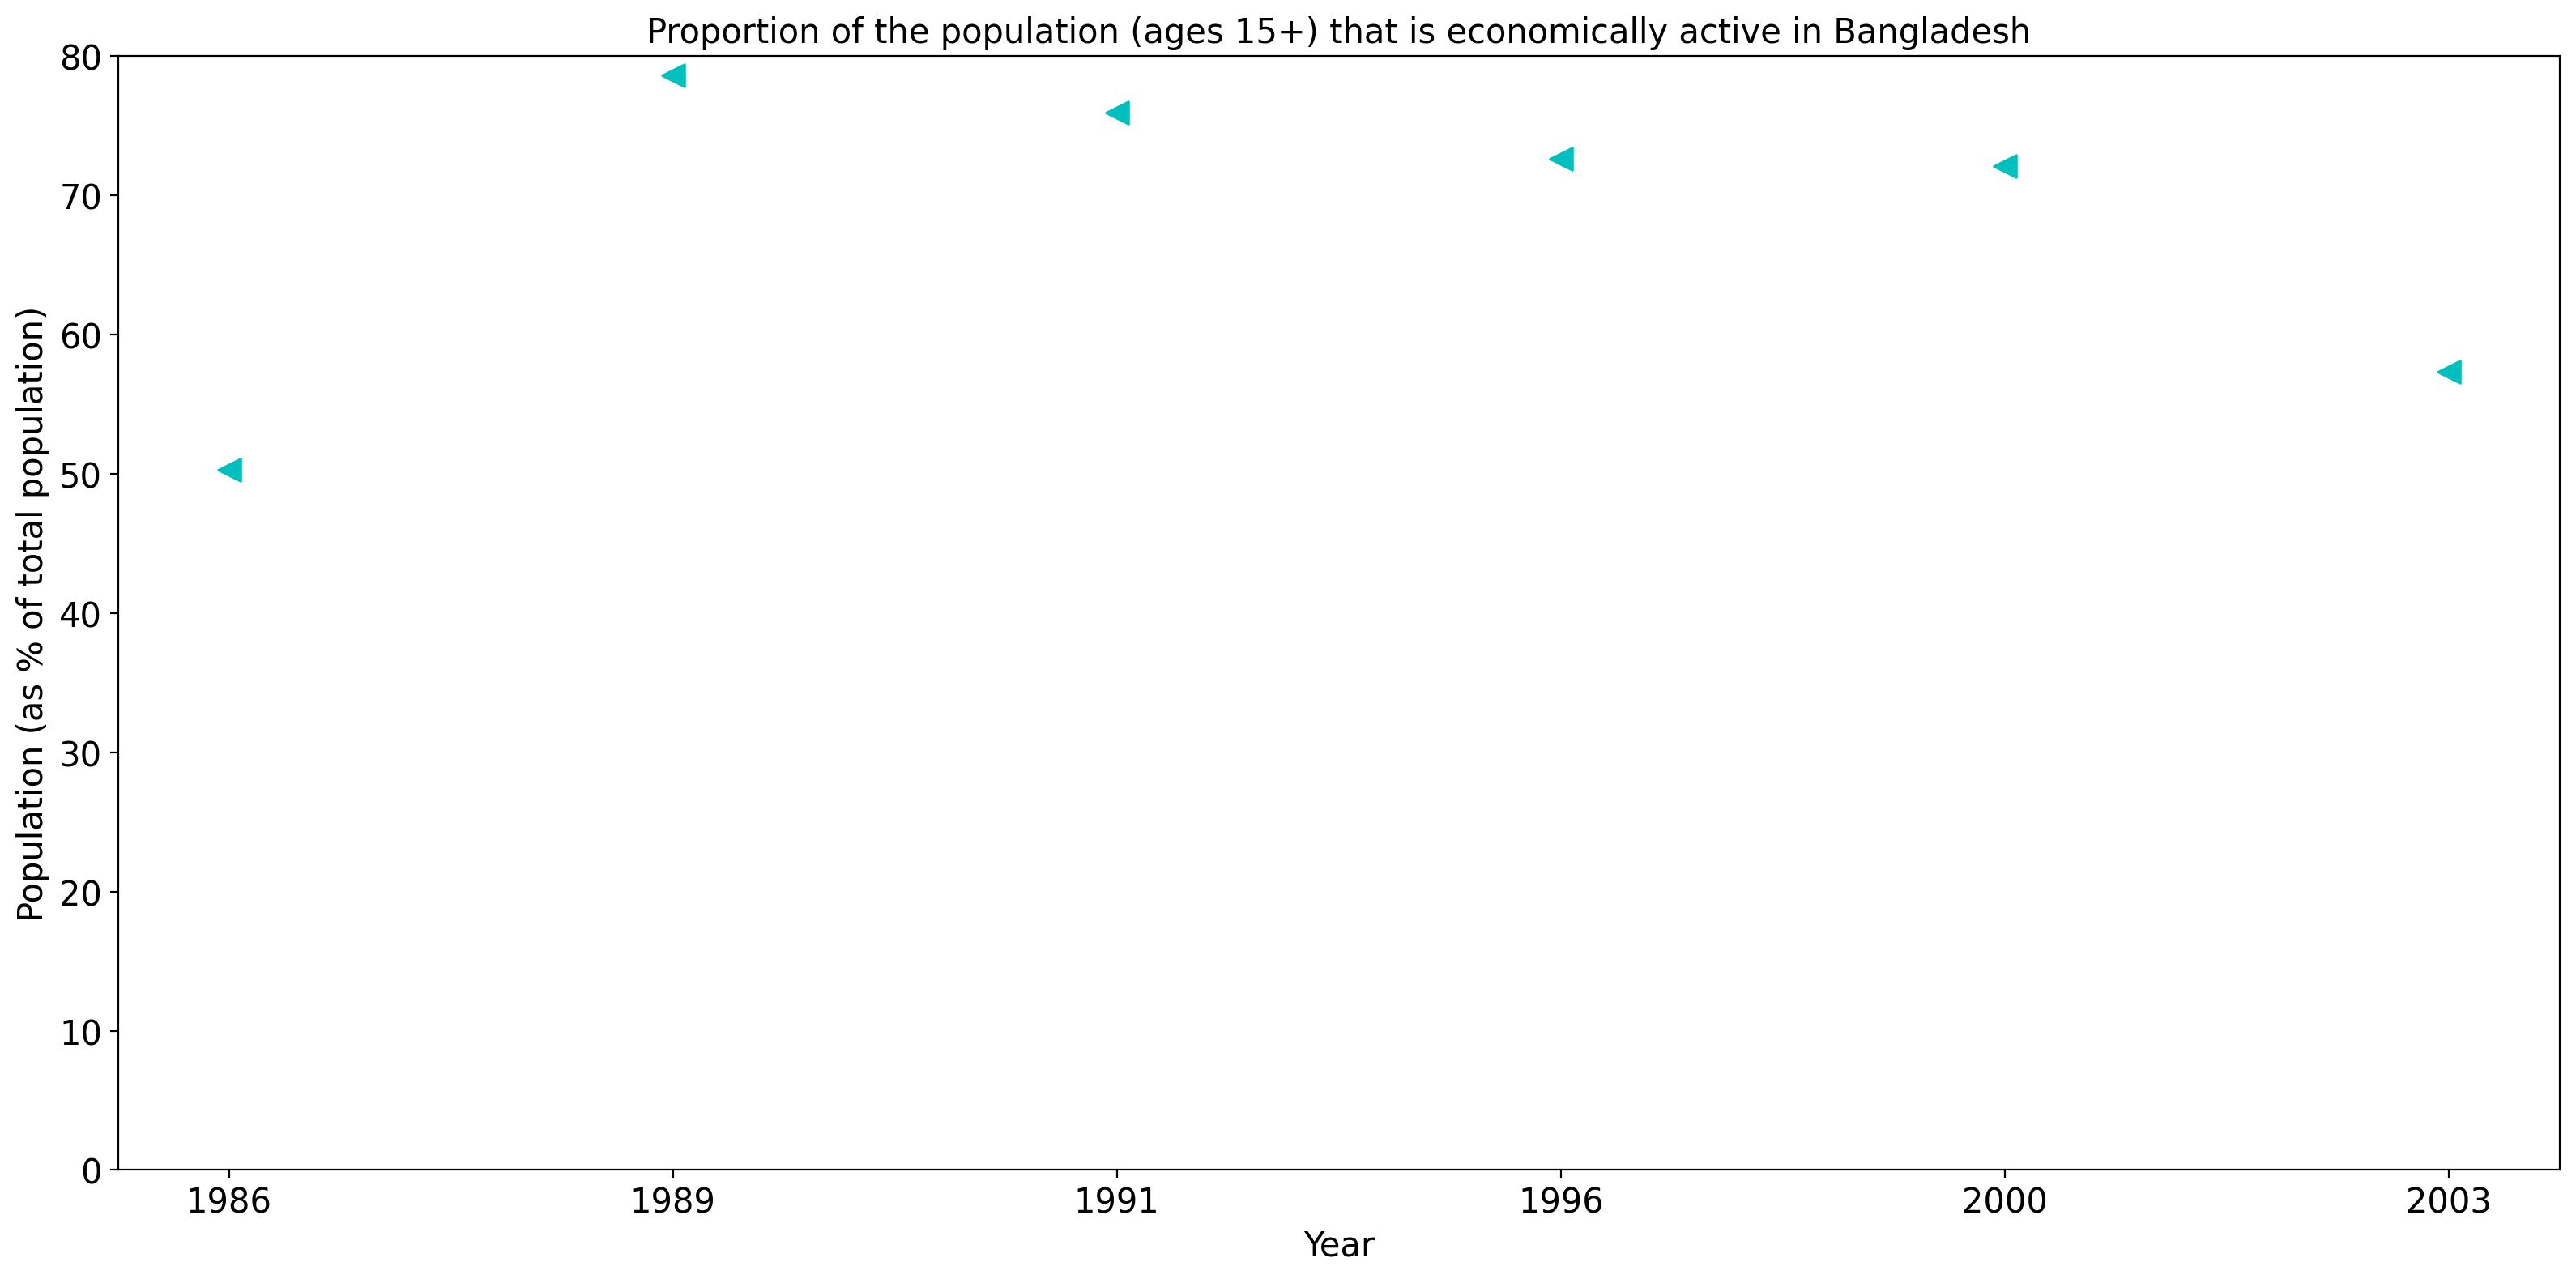 Proportion of the population (ages 15+) that is economically active in Bangladesh
Population (as % of total population)
80
70
60
50
40
30
20
10
0
1986 1989 1991 1996 2000 2003
Year